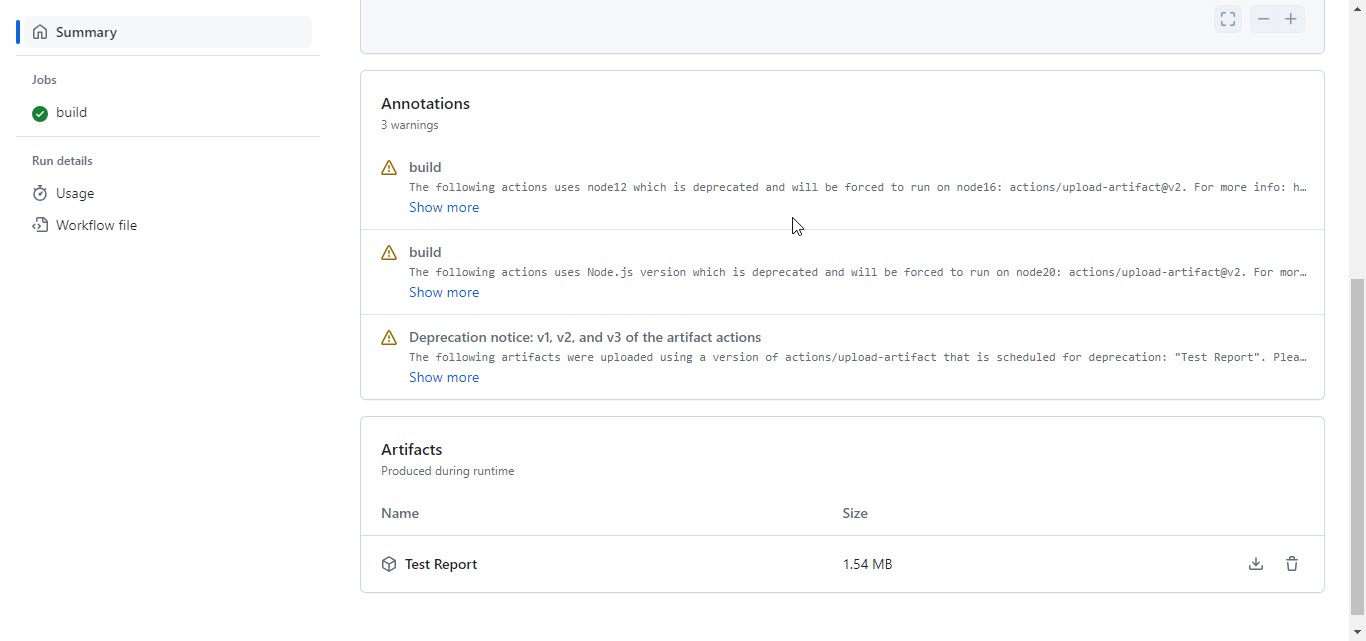 Summary
Jobs
build
Run details
Usage
Workflow file
Annotations
3 warnings
build
The following actions uses node12 which is deprecated and will be forced to run on node16: actions/upload-artifact@v2. For more info: h…
Show more
build
The following actions uses Node.js version which is deprecated and will be forced to run on node20: actions/upload-artifact@v2. For mor…
Show more
Deprecation notice: v1, v2, and v3 of the artifact actions
The following artifacts were uploaded using a version of actions/upload-artifact that is scheduled for deprecation: "Test Report". Plea…
Show more
Artifacts
Produced during runtime
Name Size
Test Report 1.54 MB